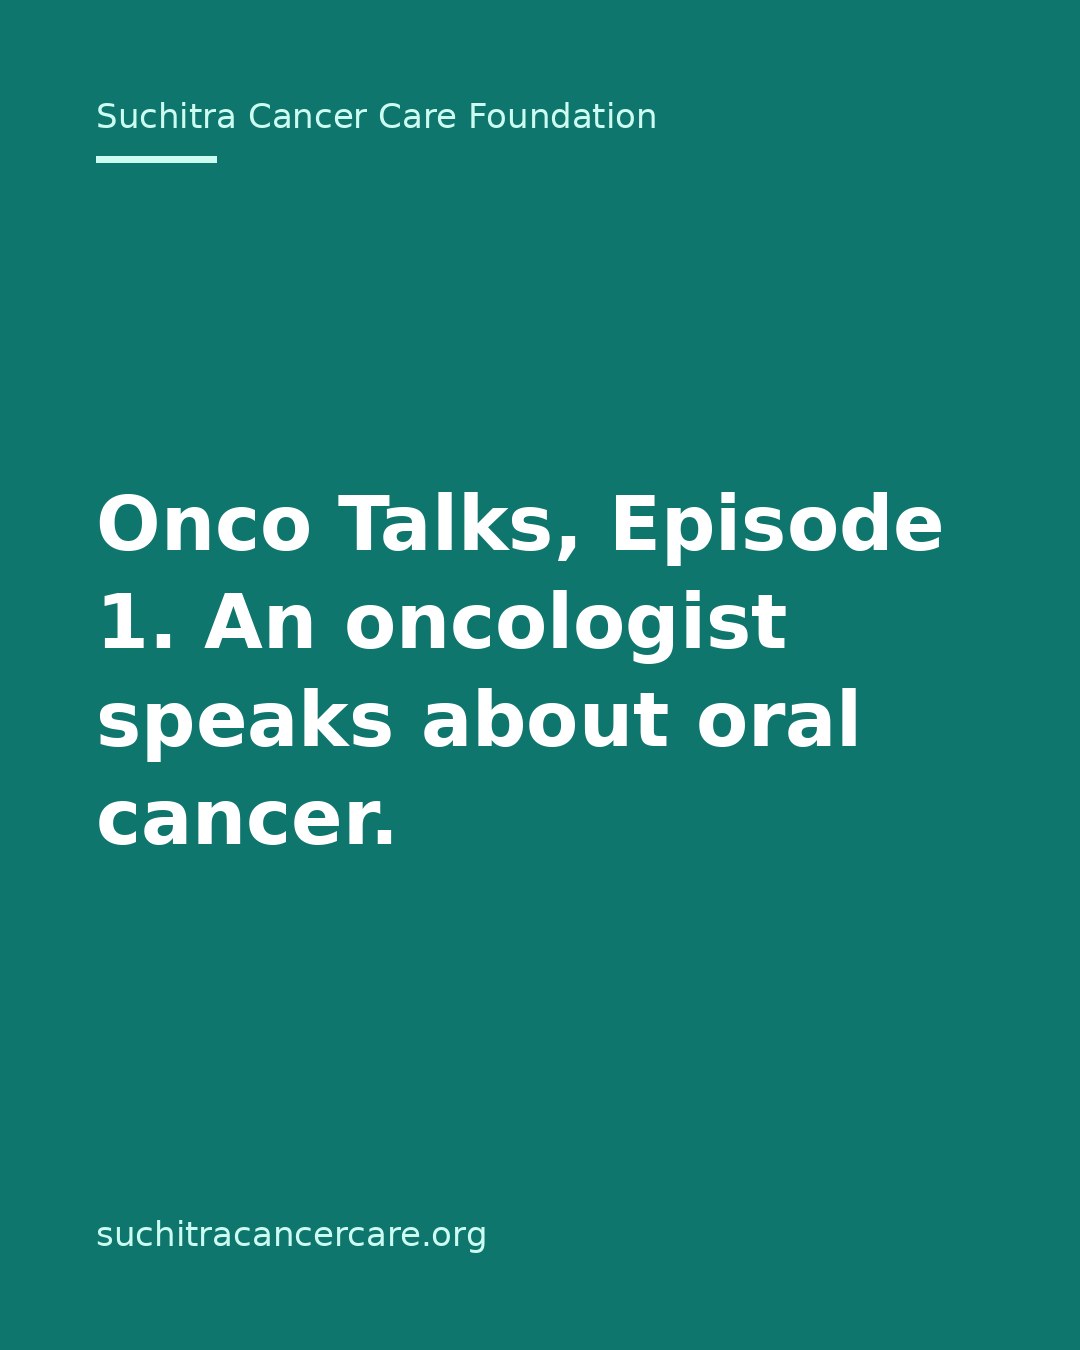 Suchitra Cancer Care Foundation
Onco Talks, Episode
1. An oncologist
speaks about oral
cancer.
suchitracancercare.org